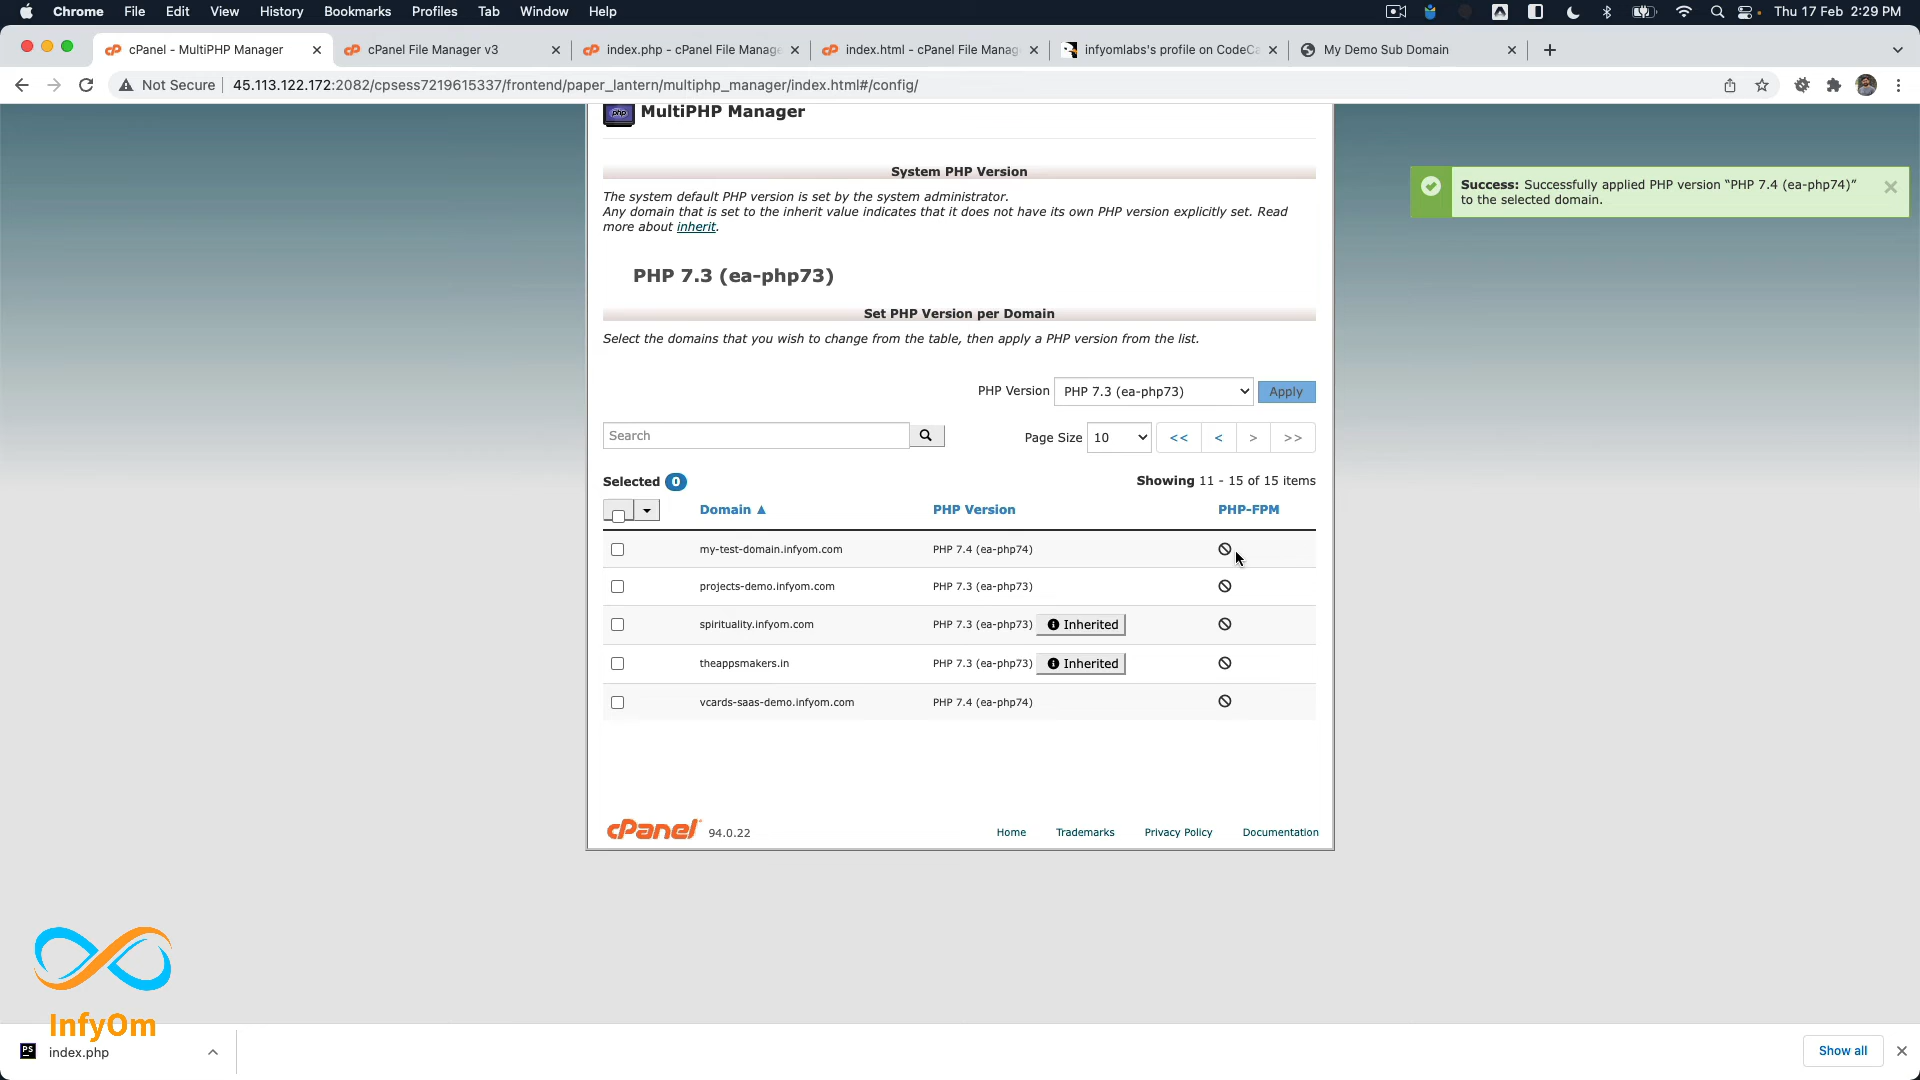 Chrome File Edit View History Bookmarks Profiles Tab Window Help Thu 17 Feb 2:29 PM
cPanel - MultiPHP Manager cPanel File Manager v3 index.php - cPanel File Manage index.html - cPanel File Manag infyomlabs's profile on CodeCa My Demo Sub Domain
Not Secure 45.113.122.172:2082/cpsess7219615337/frontend/paper_lantern/multiphp_manager/index.html#/config/
php MultiPHP Manager
System PHP Version
Success: Successfully applied PHP version “PHP 7.4 (ea-php74)”
to the selected domain.
The system default PHP version is set by the system administrator.
Any domain that is set to the inherit value indicates that it does not have its own PHP version explicitly set. Read
more about inherit.
PHP 7.3 (ea-php73)
Set PHP Version per Domain
Select the domains that you wish to change from the table, then apply a PHP version from the list.
PHP Version PHP 7.3 (ea-php73) Apply
Search Page Size 10 << < > >>
Selected 0 Showing 11 - 15 of 15 items
Domain ▲ PHP Version PHP-FPM
my-test-domain.infyom.com PHP 7.4 (ea-php74)
projects-demo.infyom.com PHP 7.3 (ea-php73)
spirituality.infyom.com PHP 7.3 (ea-php73) Inherited
theappsmakers.in PHP 7.3 (ea-php73) Inherited
vcards-saas-demo.infyom.com PHP 7.4 (ea-php74)
cPanel 94.0.22 Home Trademarks Privacy Policy Documentation
InfyOm
PS index.php Show all